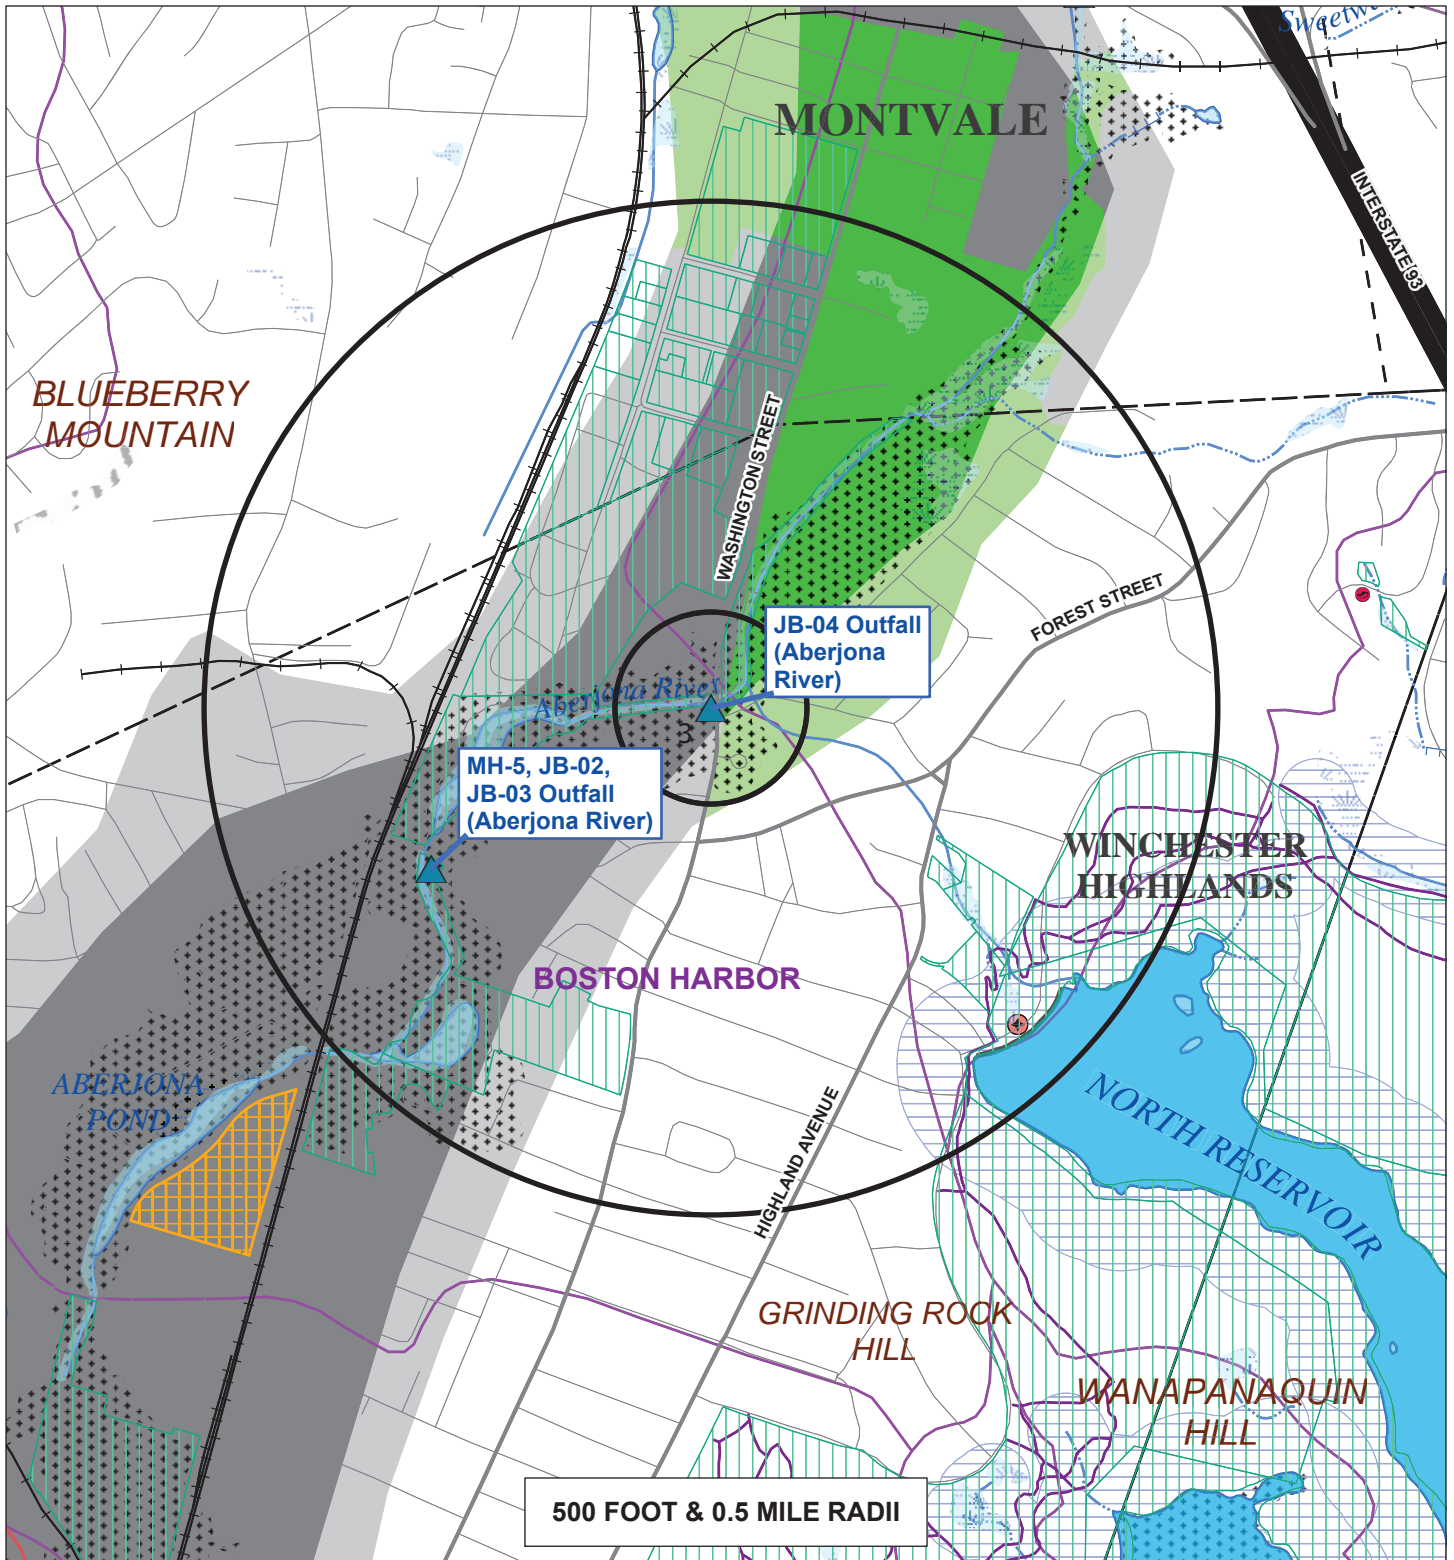 MONTVALE
INTERSTATE 93
BLUEBERRY
MOUNTAIN
WASHINGTON STREET
FOREST STREET
JB-04 Outfall
(Aberjona
River)
Aberjona River
3
MH-5, JB-02,
JB-03 Outfall
(Aberjona River)
WINCHESTER
HIGHLANDS
BOSTON HARBOR
ABERJONA
POND
NORTH RESERVOIR
HIGHLAND AVENUE
GRINDING ROCK
HILL
WANAPANAQUIN
HILL
500 FOOT & 0.5 MILE RADII